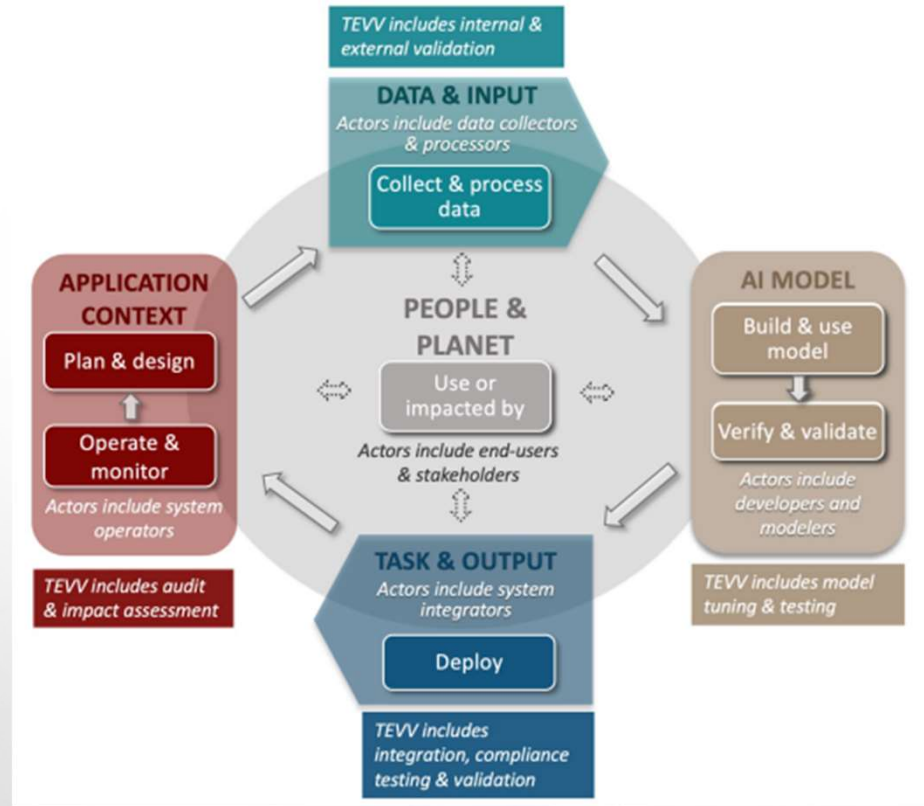 TEVV includes internal &
external validation
DATA & INPUT
Actors include data collectors
& processors
Collect & process
data
APPLICATION
CONTEXT
Plan & design
Operate &
monitor
Actors include system
operators
TEVV includes audit
& impact assessment
PEOPLE &
PLANET
Use or
impacted by
Actors include end-users
& stakeholders
AI MODEL
Build & use
model
Verify & validate
Actors include
developers and
modelers
TEVV includes model
tuning & testing
TASK & OUTPUT
Actors include system
integrators
Deploy
TEVV includes
integration, compliance
testing & validation